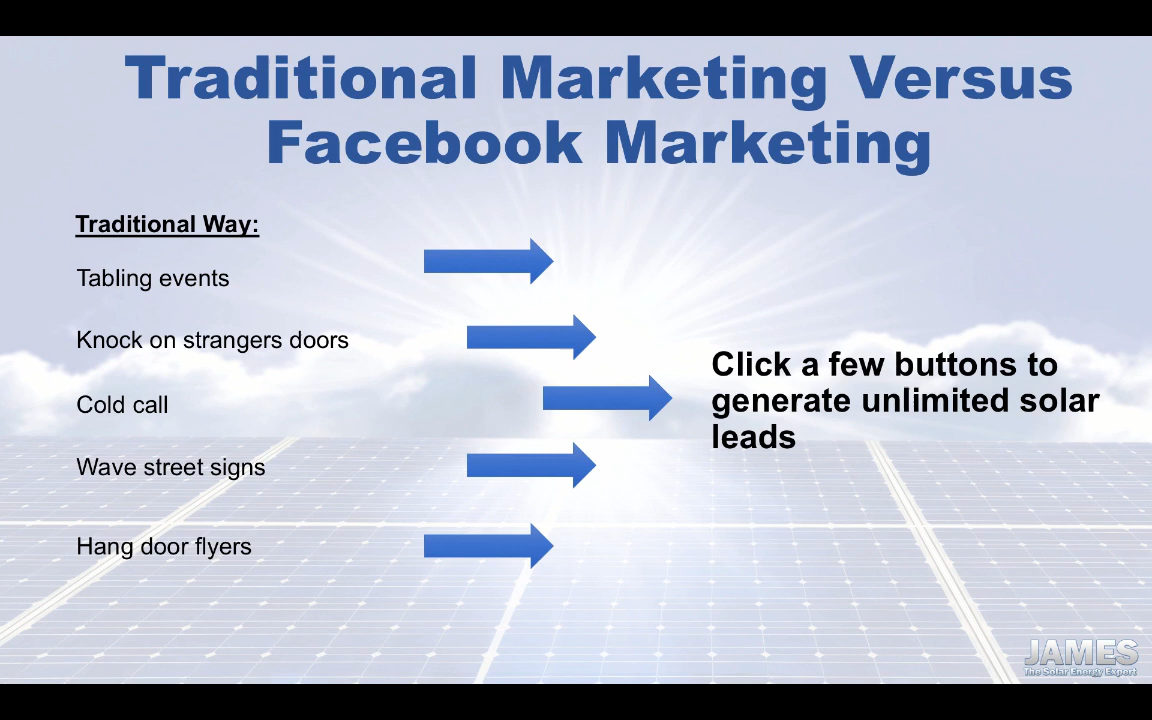 Traditional Marketing Versus
Facebook Marketing
Traditional Way:
Tabling events
Knock on strangers doors
Cold call
Wave street signs
Hang door flyers
Click a few buttons to
generate unlimited solar
leads
JAMES
The Solar Energy Expert